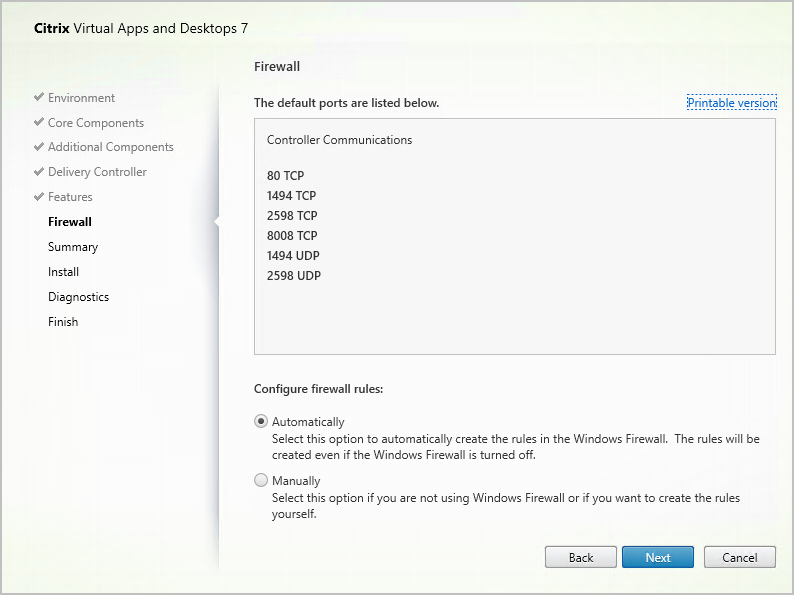 Citrix Virtual Apps and Desktops 7
Environment
Core Components
Additional Components
Delivery Controller
Features
Firewall
Summary
Install
Diagnostics
Finish
Firewall
The default ports are listed below.
Printable version
Controller Communications
80 TCP
1494 TCP
2598 TCP
8008 TCP
1494 UDP
2598 UDP
Configure firewall rules:
Automatically
Select this option to automatically create the rules in the Windows Firewall.  The rules will be
created even if the Windows Firewall is turned off.
Manually
Select this option if you are not using Windows Firewall or if you want to create the rules
yourself.
Back
Next
Cancel